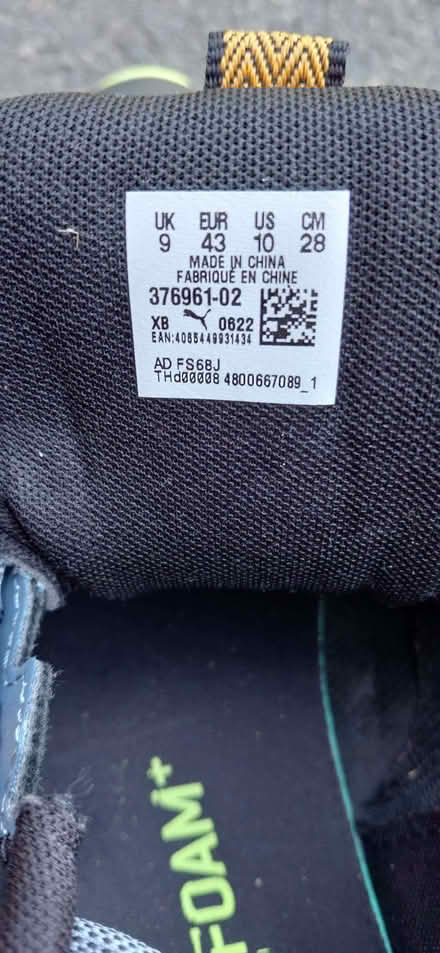 UK EUR US CM
9 43 10 28
MADE IN CHINA
FABRIQUÉ EN CHINE
376961-02
XB 0622
EAN:4065449931434
AD FS68J
THd00008 4800667089_1
FOAM+